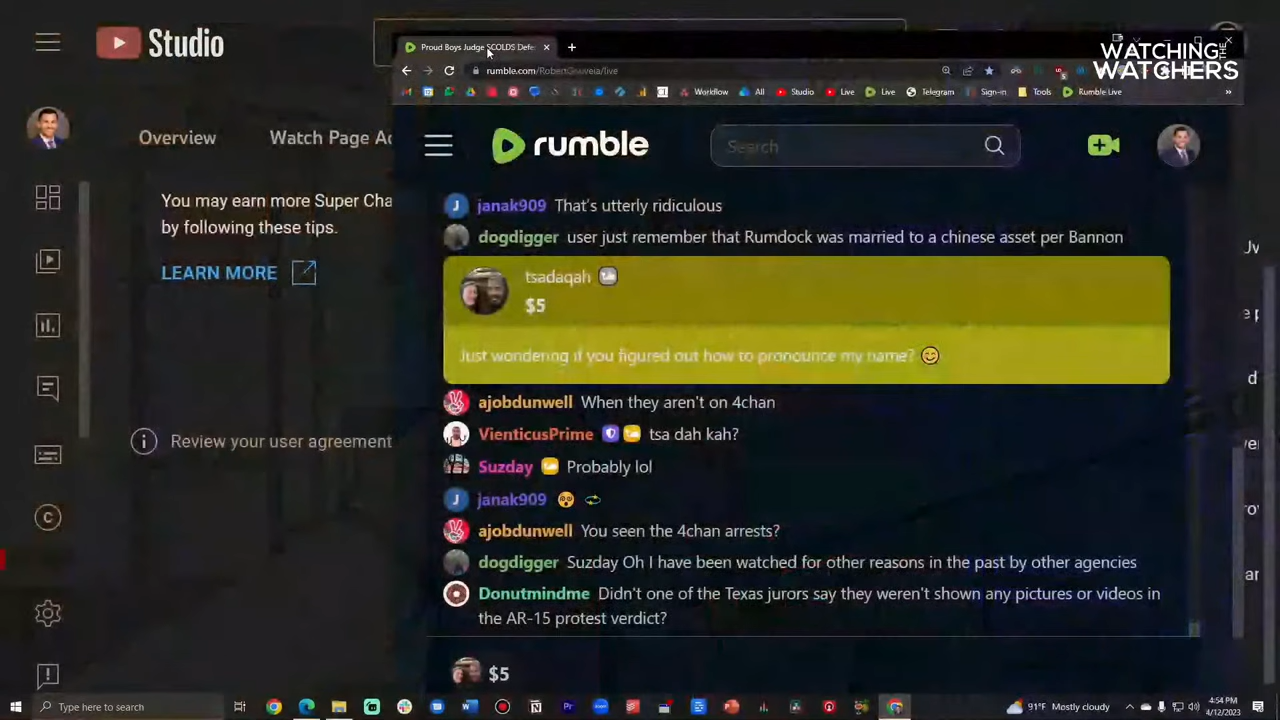 Studio
Overview
Watch Page Ad
You may earn more Super Cha
by following these tips.
LEARN MORE
Review your user agreement
Proud Boys Judge SCOLDS Defe
rumble.com/RobertGouveia/live
WATCHING THE
WATCHERS
Workflow
All
Studio
Live
Live
Telegram
Sign-in
Tools
Rumble Live
rumble
Search
janak909 That's utterly ridiculous
dogdigger user just remember that Rumdock was married to a chinese asset per Bannon
tsadaqah
$5
Just wondering if you figured out how to pronounce my name? 😊
ajobdunwell When they aren't on 4chan
VienticusPrime tsa dah kah?
Suzday Probably lol
janak909
ajobdunwell You seen the 4chan arrests?
dogdigger Suzday Oh I have been watched for other reasons in the past by other agencies
Donutmindme Didn't one of the Texas jurors say they weren't shown any pictures or videos in
the AR-15 protest verdict?
$5
Type here to search
91°F Mostly cloudy
4:54 PM
4/12/2023